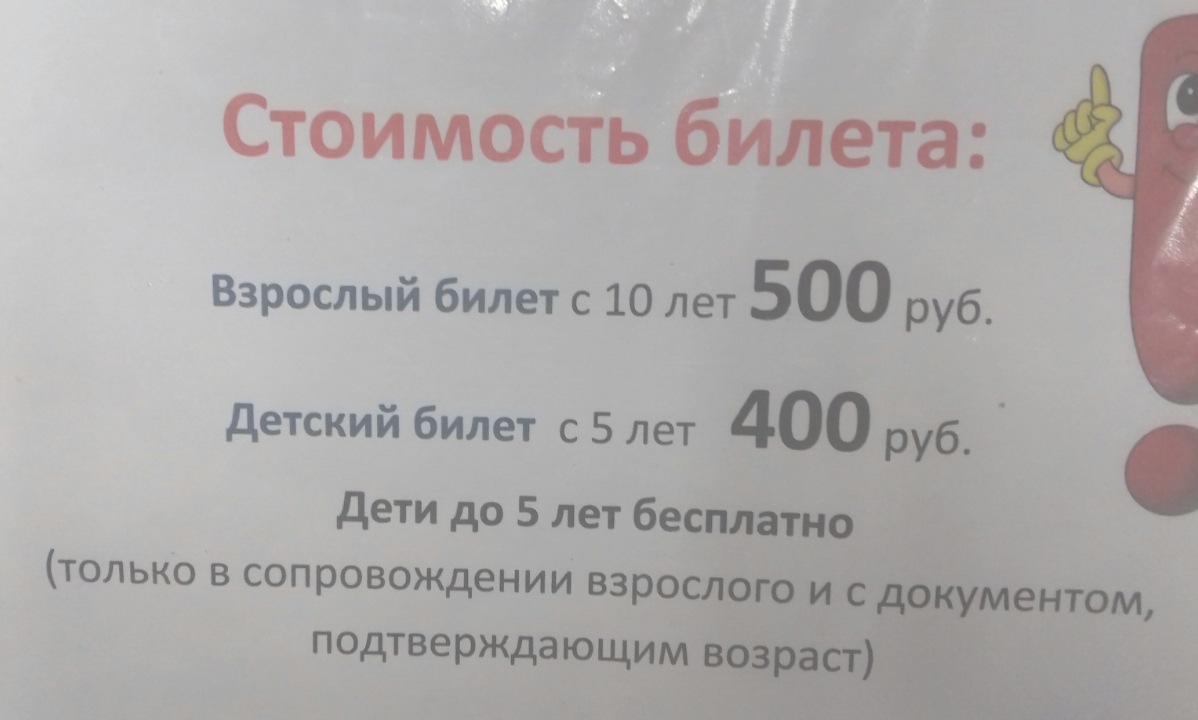 Стоимость билета:
Взрослый билет с 10 лет 500 руб.
Детский билет с 5 лет 400 руб.
Дети до 5 лет бесплатно
(только в сопровождении взрослого и с документом,
подтверждающим возраст)